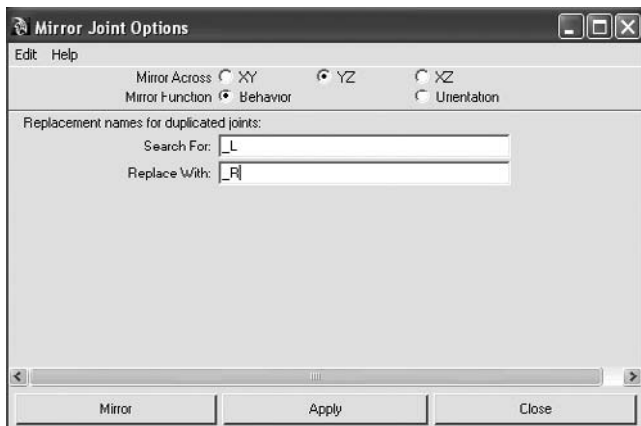 Mirror Joint Options
Edit Help
Mirror Across XY YZ XZ
Mirror Function Behavior Orientation
Replacement names for duplicated joints:
Search For: _L
Replace With: _R
Mirror Apply Close